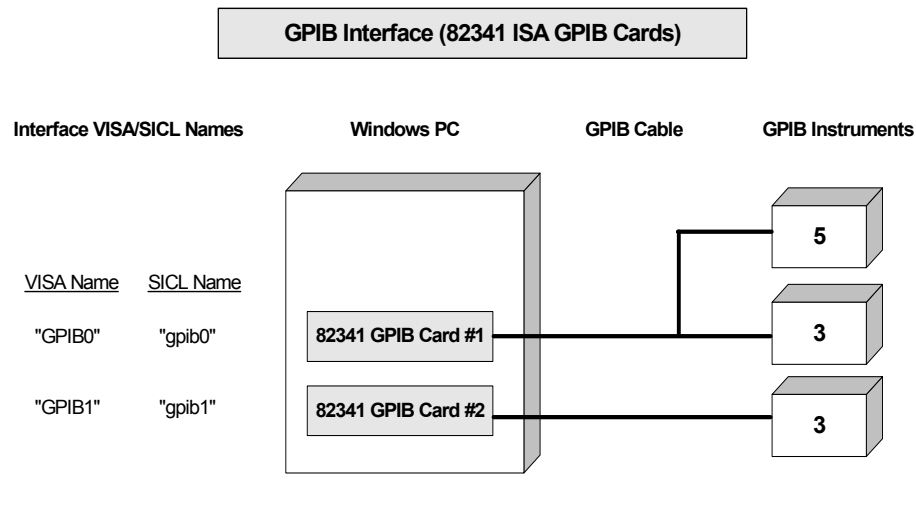 GPIB Interface (82341 ISA GPIB Cards)
Interface VISA/SICL Names Windows PC GPIB Cable GPIB Instruments
5
VISA Name SICL Name
"GPIB0" "gpib0" 82341 GPIB Card #1 3
"GPIB1" "gpib1" 82341 GPIB Card #2 3